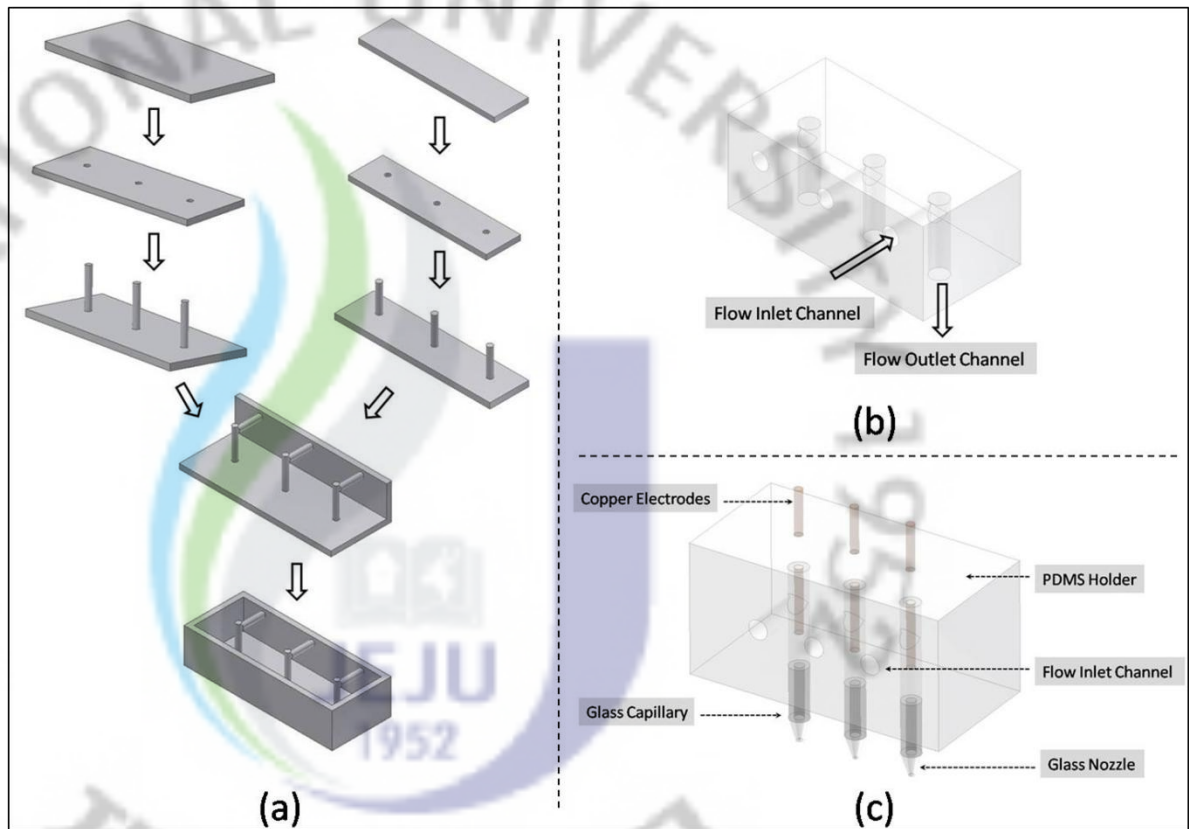 Flow Inlet Channel
Flow Outlet Channel
(b)
Copper Electrodes
PDMS Holder
Flow Inlet Channel
Glass Capillary
Glass Nozzle
(a)
(c)
JEJU
1952